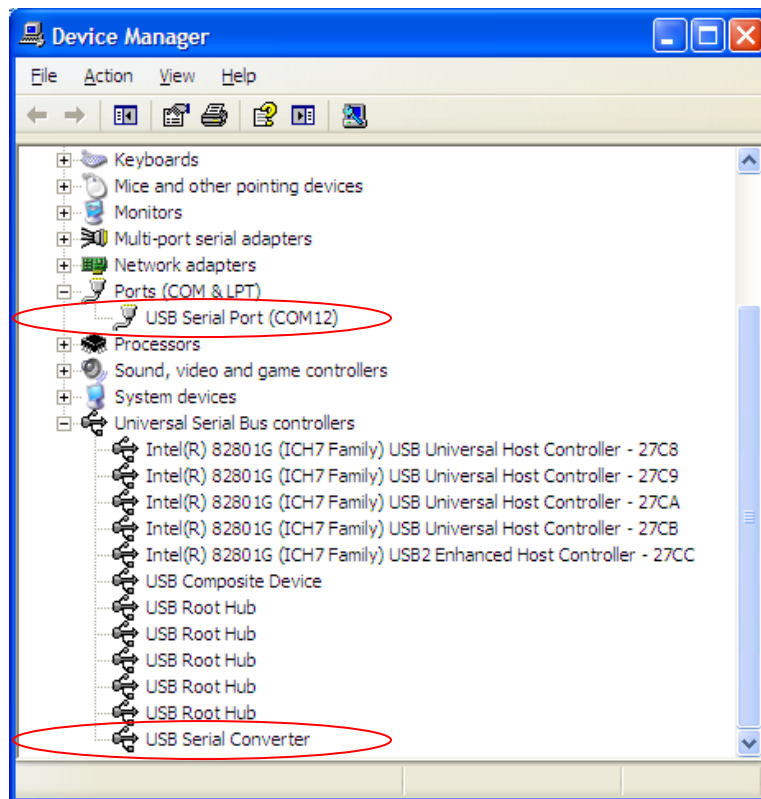 Device Manager
File Action View Help
Keyboards
Mice and other pointing devices
Monitors
Multi-port serial adapters
Network adapters
Ports (COM & LPT)
USB Serial Port (COM12)
Processors
Sound, video and game controllers
System devices
Universal Serial Bus controllers
Intel(R) 82801G (ICH7 Family) USB Universal Host Controller - 27C8
Intel(R) 82801G (ICH7 Family) USB Universal Host Controller - 27C9
Intel(R) 82801G (ICH7 Family) USB Universal Host Controller - 27CA
Intel(R) 82801G (ICH7 Family) USB Universal Host Controller - 27CB
Intel(R) 82801G (ICH7 Family) USB2 Enhanced Host Controller - 27CC
USB Composite Device
USB Root Hub
USB Root Hub
USB Root Hub
USB Root Hub
USB Root Hub
USB Serial Converter